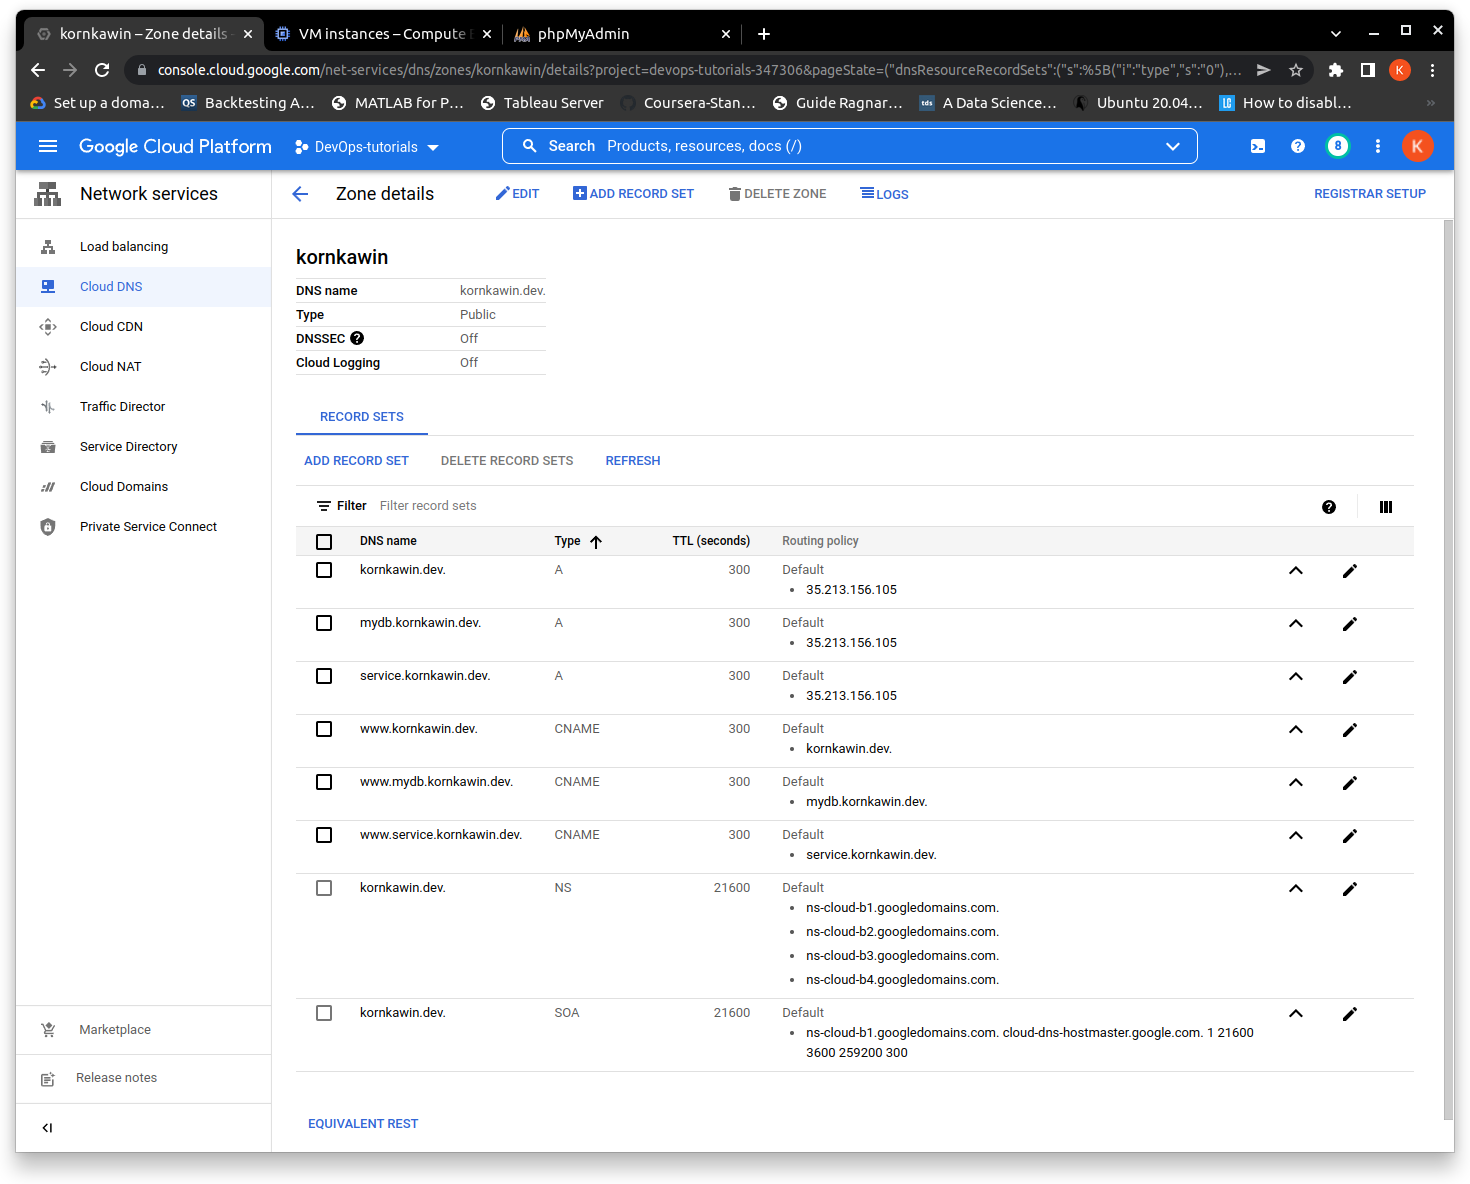 kornkawin – Zone details
VM instances – Compute
phpMyAdmin
console.cloud.google.com/net-services/dns/zones/kornkawin/details?project=devops-tutorials-347306&pageState=("dnsResourceRecordSets":("s":%5B("i":"type","s":"0"),...
Set up a doma...
QS Backtesting A...
MATLAB for P...
Tableau Server
Coursera-Stan...
Guide Ragnar...
tds A Data Science...
Ubuntu 20.04...
LC How to disabl...
K
Google Cloud Platform
DevOps-tutorials
Search Products, resources, docs (/)
8
K
Network services
Zone details
EDIT
ADD RECORD SET
DELETE ZONE
LOGS
REGISTRAR SETUP
Load balancing
Cloud DNS
Cloud CDN
Cloud NAT
Traffic Director
Service Directory
Cloud Domains
Private Service Connect
Marketplace
Release notes
kornkawin
DNS name kornkawin.dev.
Type Public
DNSSEC ? Off
Cloud Logging Off
RECORD SETS
ADD RECORD SET DELETE RECORD SETS REFRESH
Filter Filter record sets
DNS name Type TTL (seconds) Routing policy
kornkawin.dev. A 300 Default
• 35.213.156.105
mydb.kornkawin.dev. A 300 Default
• 35.213.156.105
service.kornkawin.dev. A 300 Default
• 35.213.156.105
www.kornkawin.dev. CNAME 300 Default
• kornkawin.dev.
www.mydb.kornkawin.dev. CNAME 300 Default
• mydb.kornkawin.dev.
www.service.kornkawin.dev. CNAME 300 Default
• service.kornkawin.dev.
kornkawin.dev. NS 21600 Default
• ns-cloud-b1.googledomains.com.
• ns-cloud-b2.googledomains.com.
• ns-cloud-b3.googledomains.com.
• ns-cloud-b4.googledomains.com.
kornkawin.dev. SOA 21600 Default
• ns-cloud-b1.googledomains.com. cloud-dns-hostmaster.google.com. 1 21600
3600 259200 300
EQUIVALENT REST